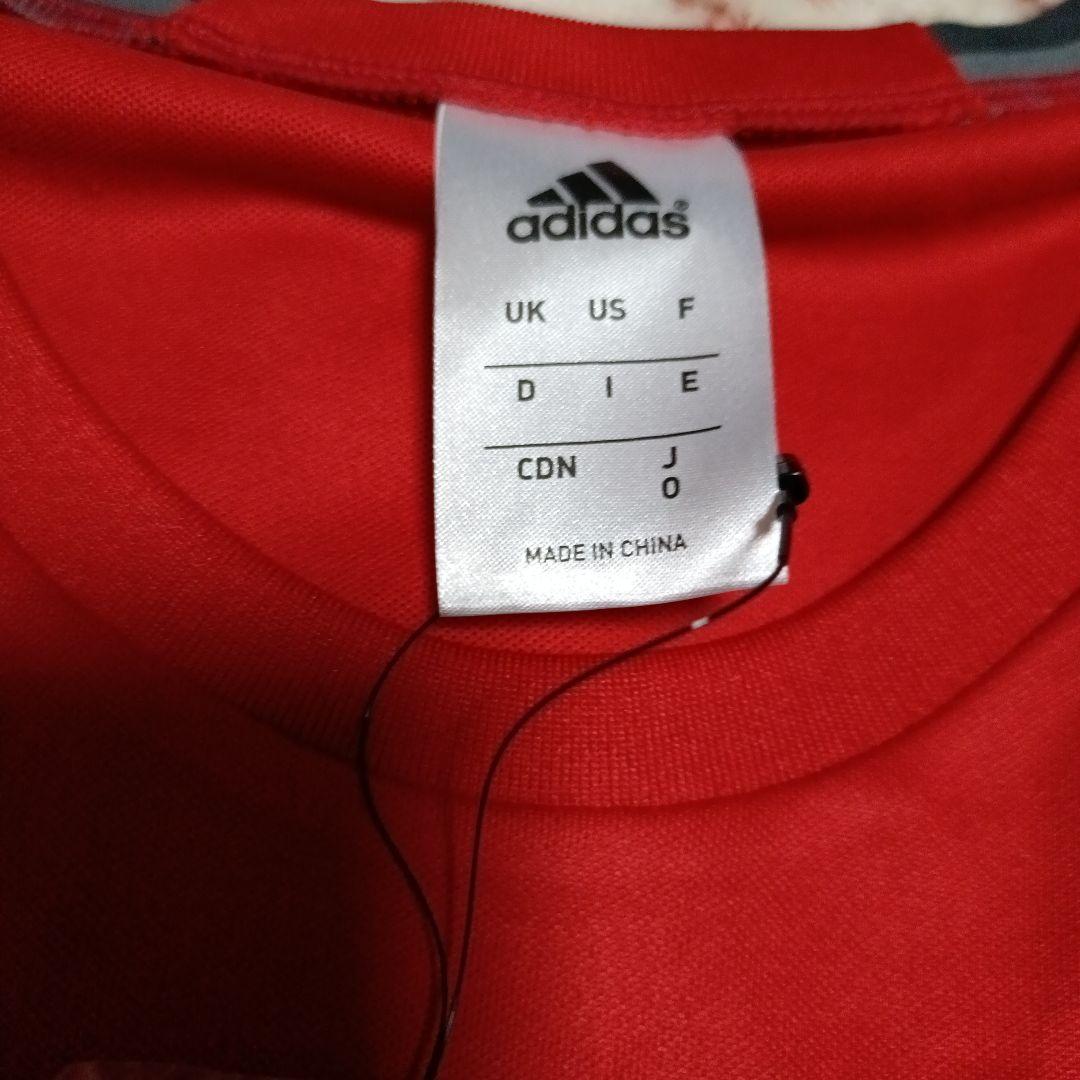 adidas®
UK US F
D I E
CDN J
O
MADE IN CHINA